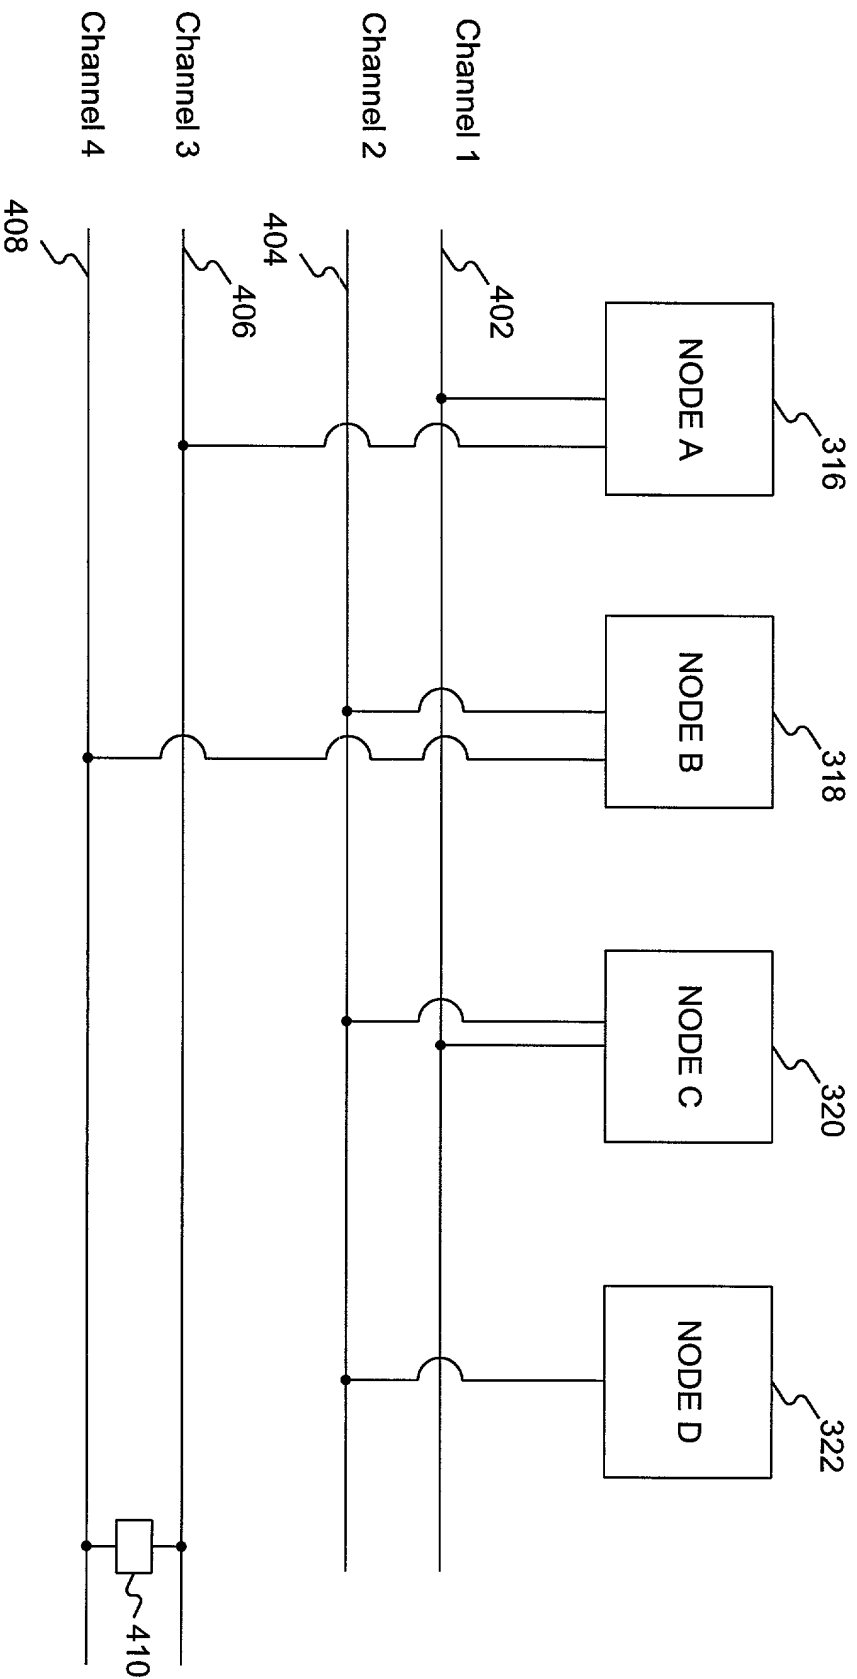 316
318
320
322
NODE A
NODE B
NODE C
NODE D
Channel 1
402
Channel 2
404
Channel 3
406
Channel 4
408
410